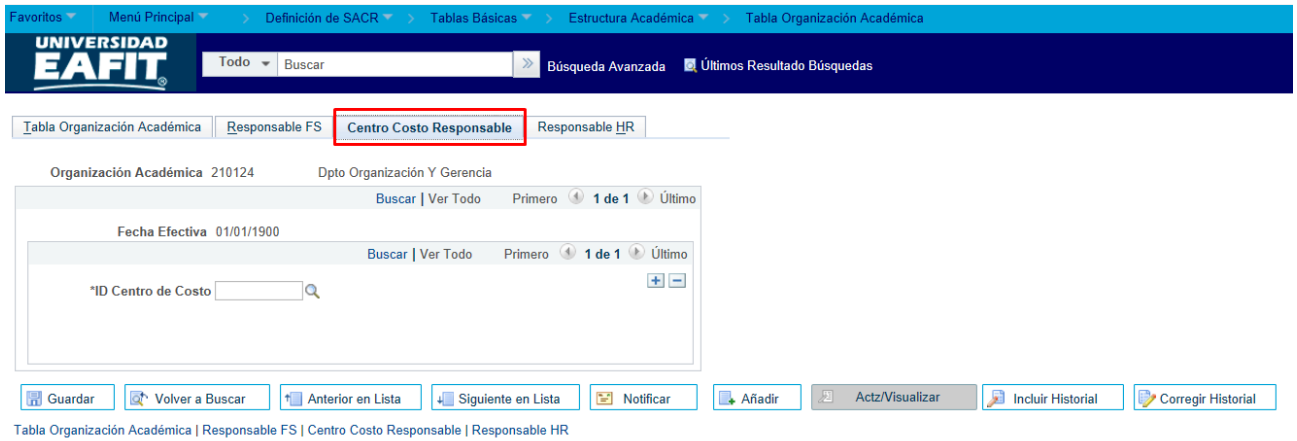 Favoritos Menú Principal > Definición de SACR > Tablas Básicas > Estructura Académica > Tabla Organización Académica
UNIVERSIDAD
EAFIT®
Todo Buscar Búsqueda Avanzada Últimos Resultado Búsquedas
Tabla Organización Académica Responsable FS Centro Costo Responsable Responsable HR
Organización Académica 210124 Dpto Organización Y Gerencia
Buscar | Ver Todo Primero 1 de 1 Último
Fecha Efectiva 01/01/1900
Buscar | Ver Todo Primero 1 de 1 Último
*ID Centro de Costo
Guardar Volver a Buscar Anterior en Lista Siguiente en Lista Notificar Añadir Actz/Visualizar Incluir Historial Corregir Historial
Tabla Organización Académica | Responsable FS | Centro Costo Responsable | Responsable HR